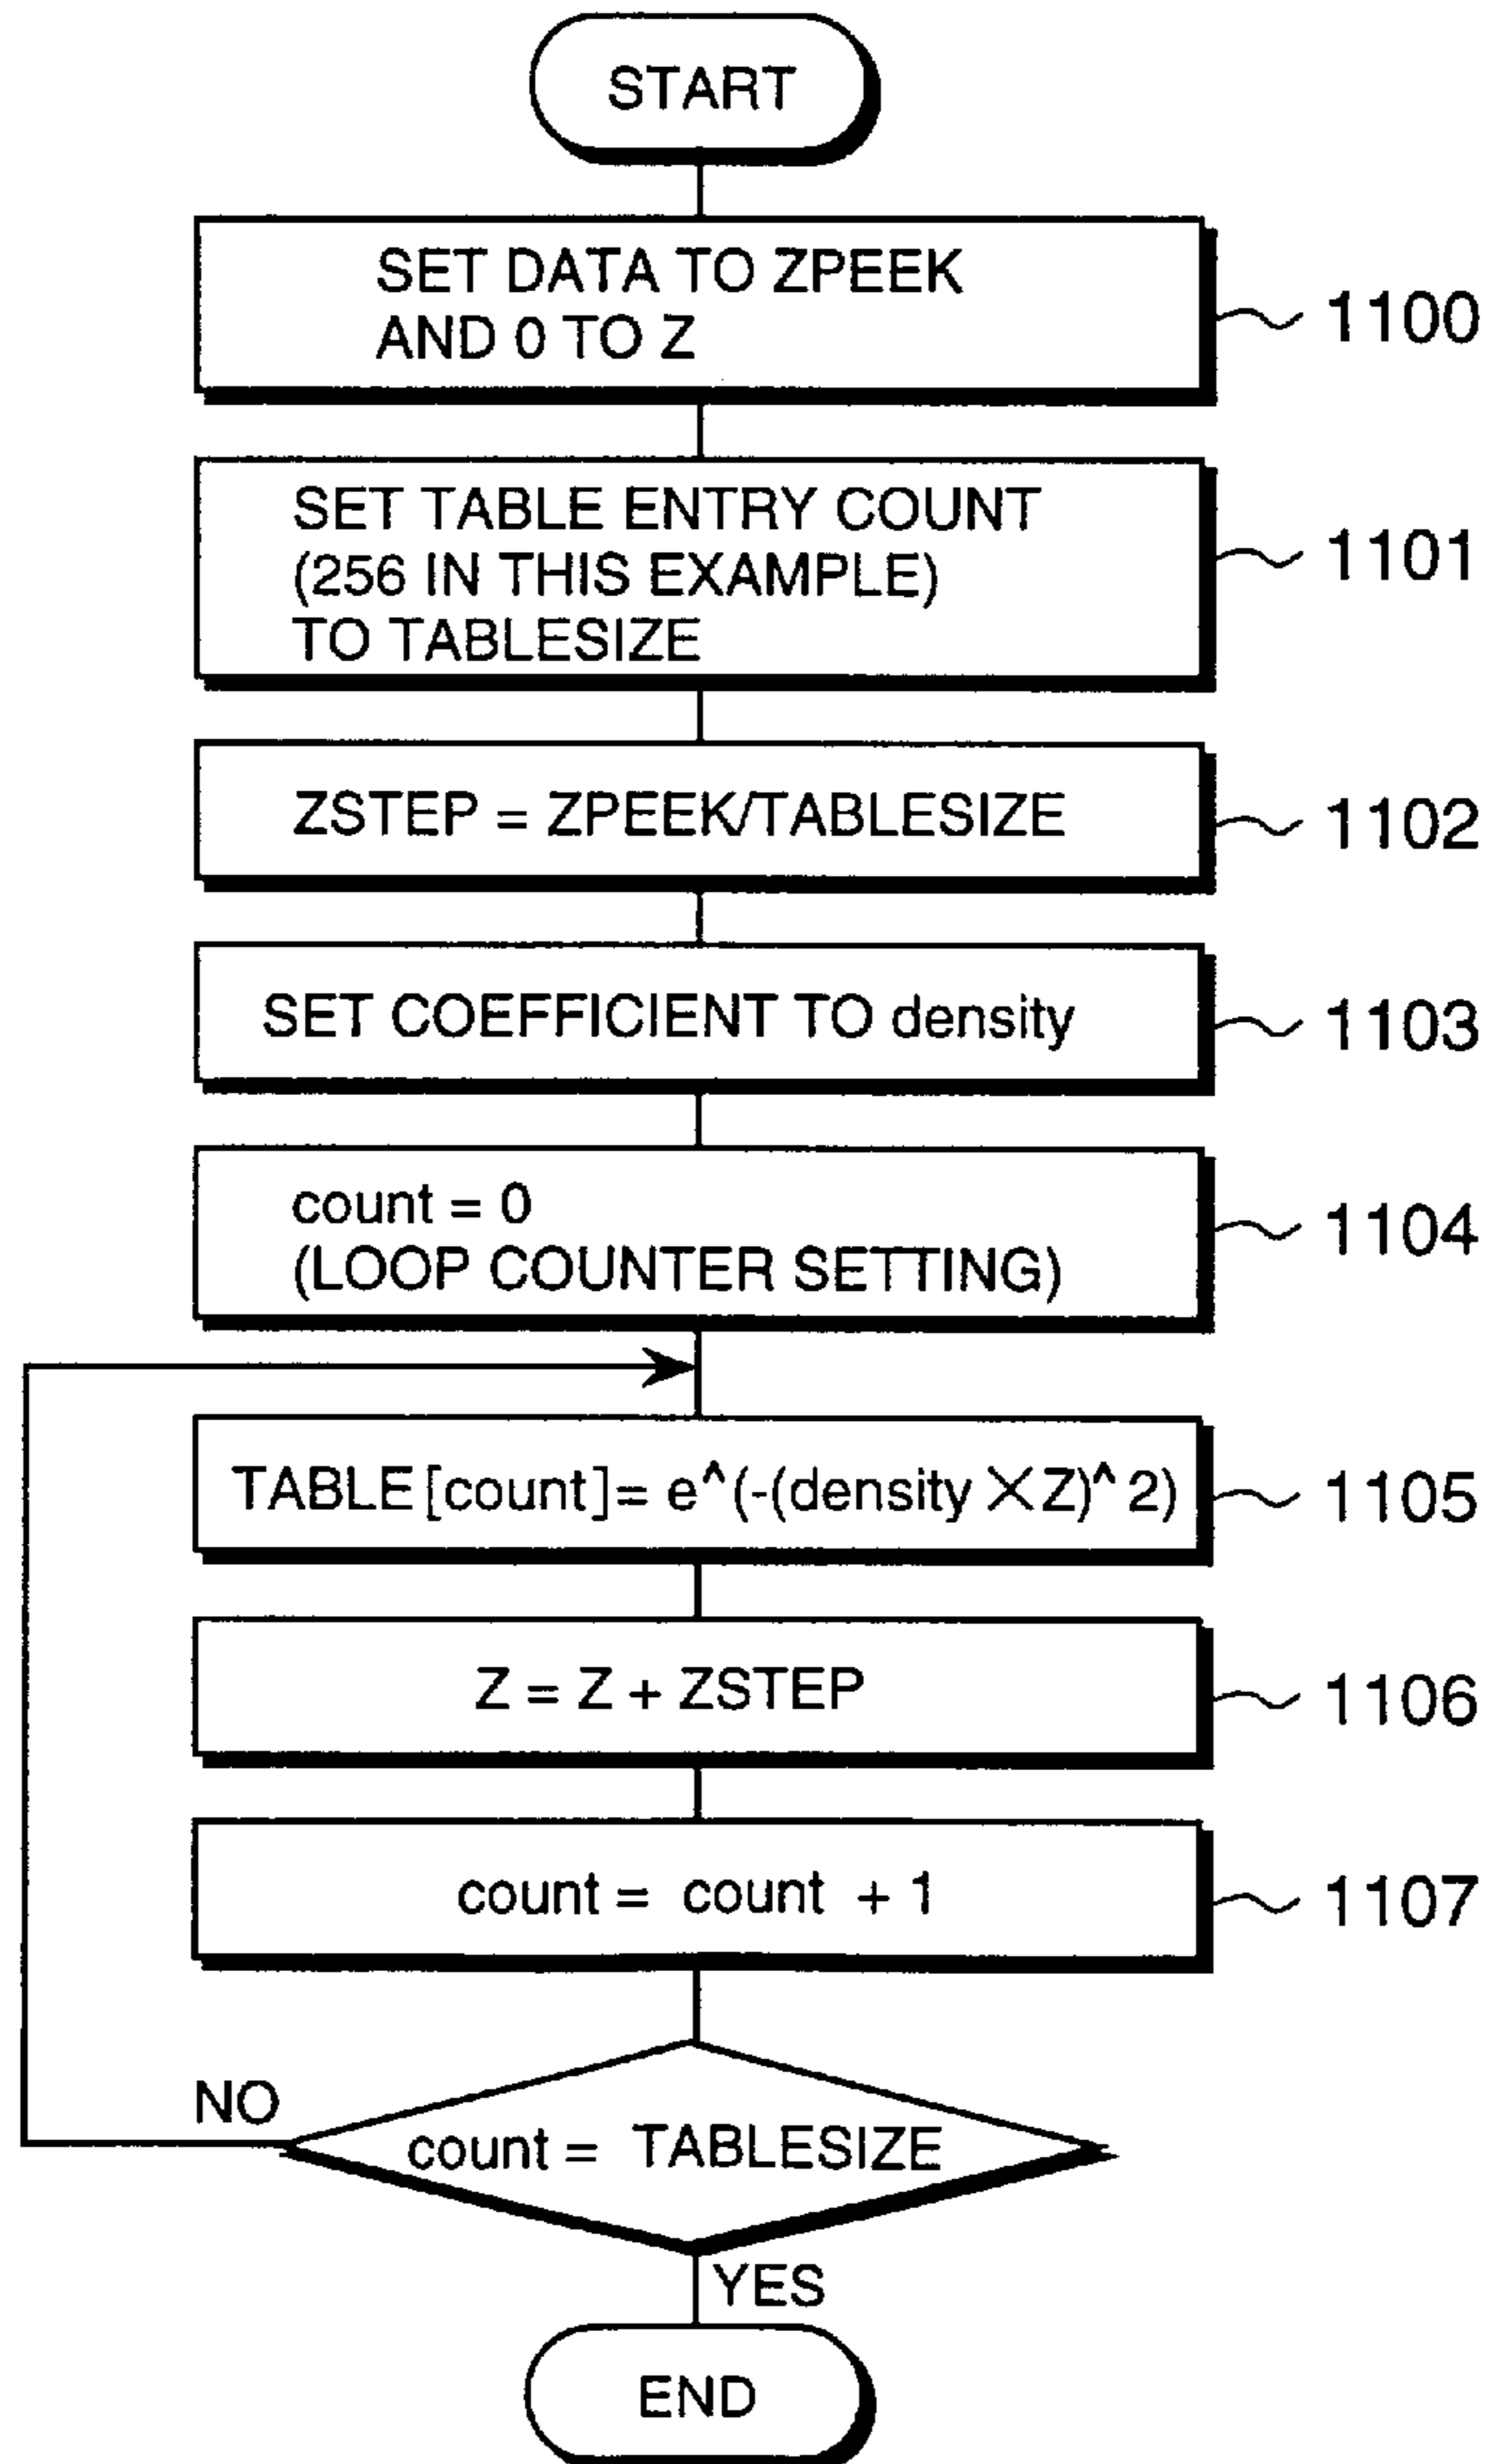 START
SET DATA TO ZPEEK
AND 0 TO Z
1100
SET TABLE ENTRY COUNT
(256 IN THIS EXAMPLE)
TO TABLESIZE
1101
ZSTEP = ZPEEK/TABLESIZE
1102
SET COEFFICIENT TO density
1103
count = 0
(LOOP COUNTER SETTING)
1104
TABLE [count]= e^(-(density × Z)^2)
1105
Z = Z + ZSTEP
1106
count = count + 1
1107
NO
count = TABLESIZE
YES
END